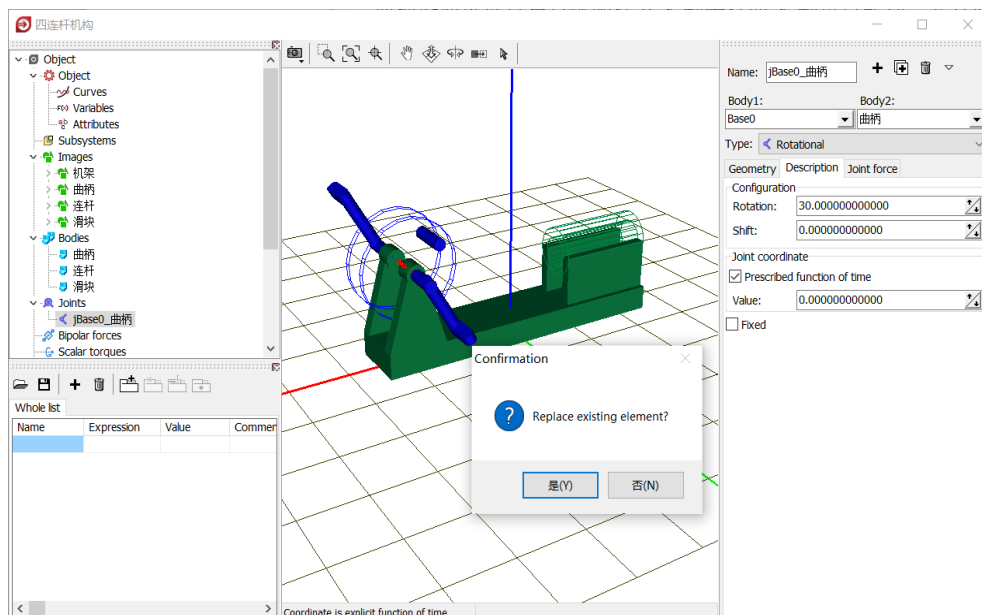 四连杆机构
Object
Object
Curves
F(x) Variables
Attributes
Subsystems
Images
机架
曲柄
连杆
滑块
Bodies
曲柄
连杆
滑块
Joints
jBase0_曲柄
Bipolar forces
Scalar torques
Whole list
Name Expression Value Commen
Name: jBase0_曲柄
Body1: Body2:
Base0 曲柄
Type: Rotational
Geometry Description Joint force
Configuration
Rotation: 30.000000000000
Shift: 0.000000000000
Joint coordinate
Prescribed function of time
Value: 0.000000000000
Fixed
Confirmation
Replace existing element?
是(Y) 否(N)
Coordinate is explicit function of time